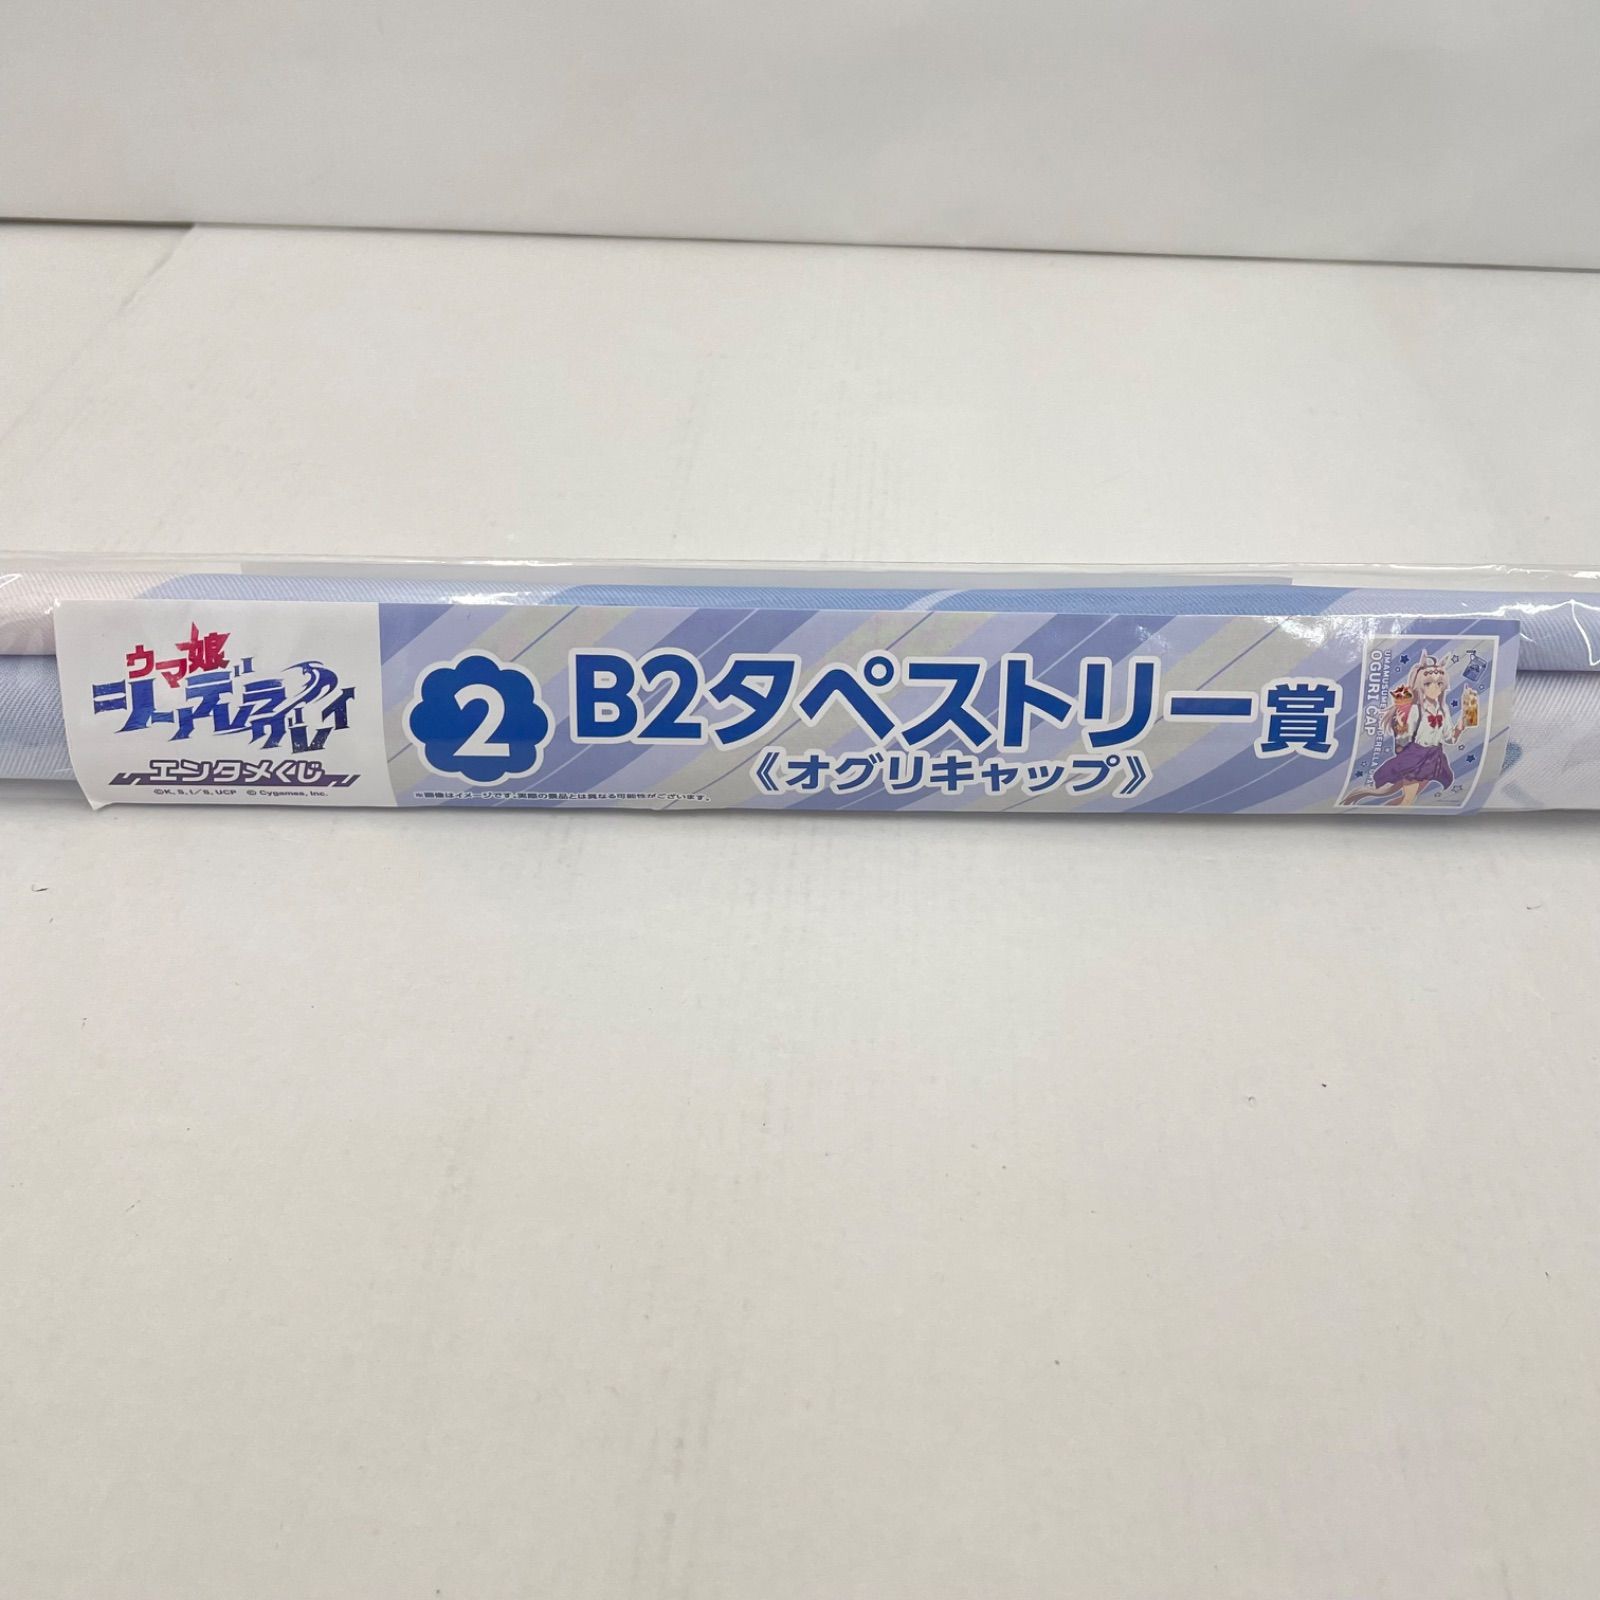 ウマ娘
シンデレラグレイ
エンタメくじ
©K, S, I／S, UCP © Cygames, Inc.
2
B2タペストリー賞
《オグリキャップ》
※画像はイメージです。実際の景品とは異なる可能性がございます。
OGURI CAP